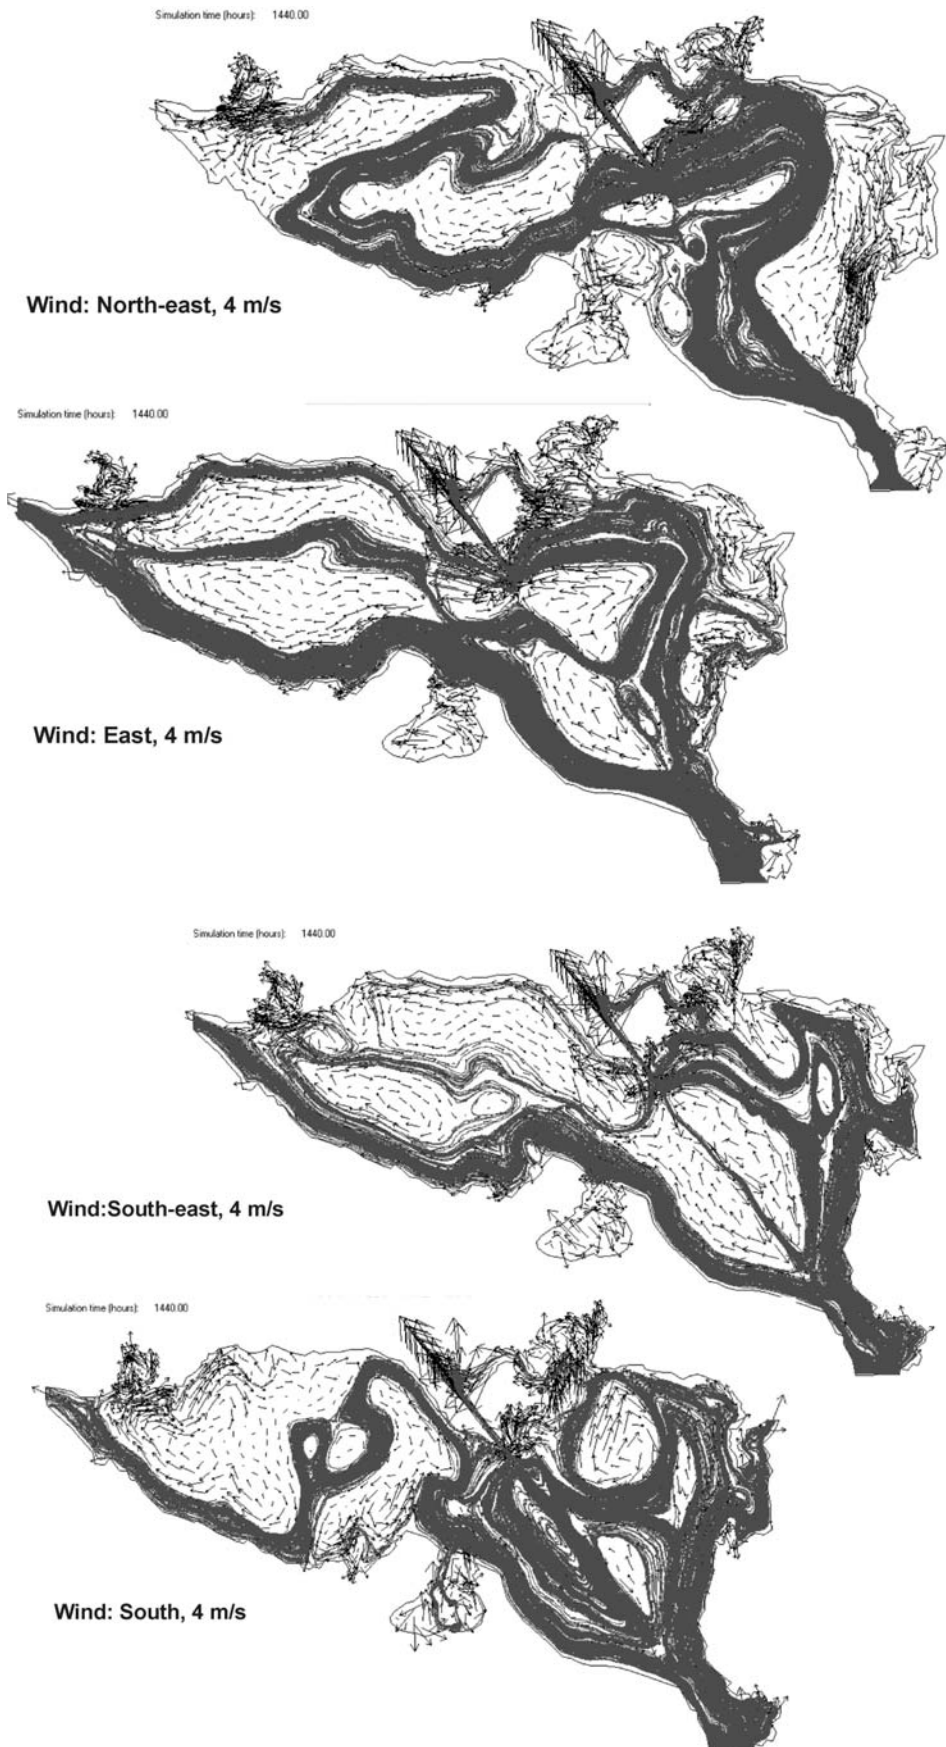 Simulation time (hours): 1440.00
Wind: North-east, 4 m/s
Simulation time (hours): 1440.00
Wind: East, 4 m/s
Simulation time (hours): 1440.00
Wind:South-east, 4 m/s
Simulation time (hours): 1440.00
Wind: South, 4 m/s